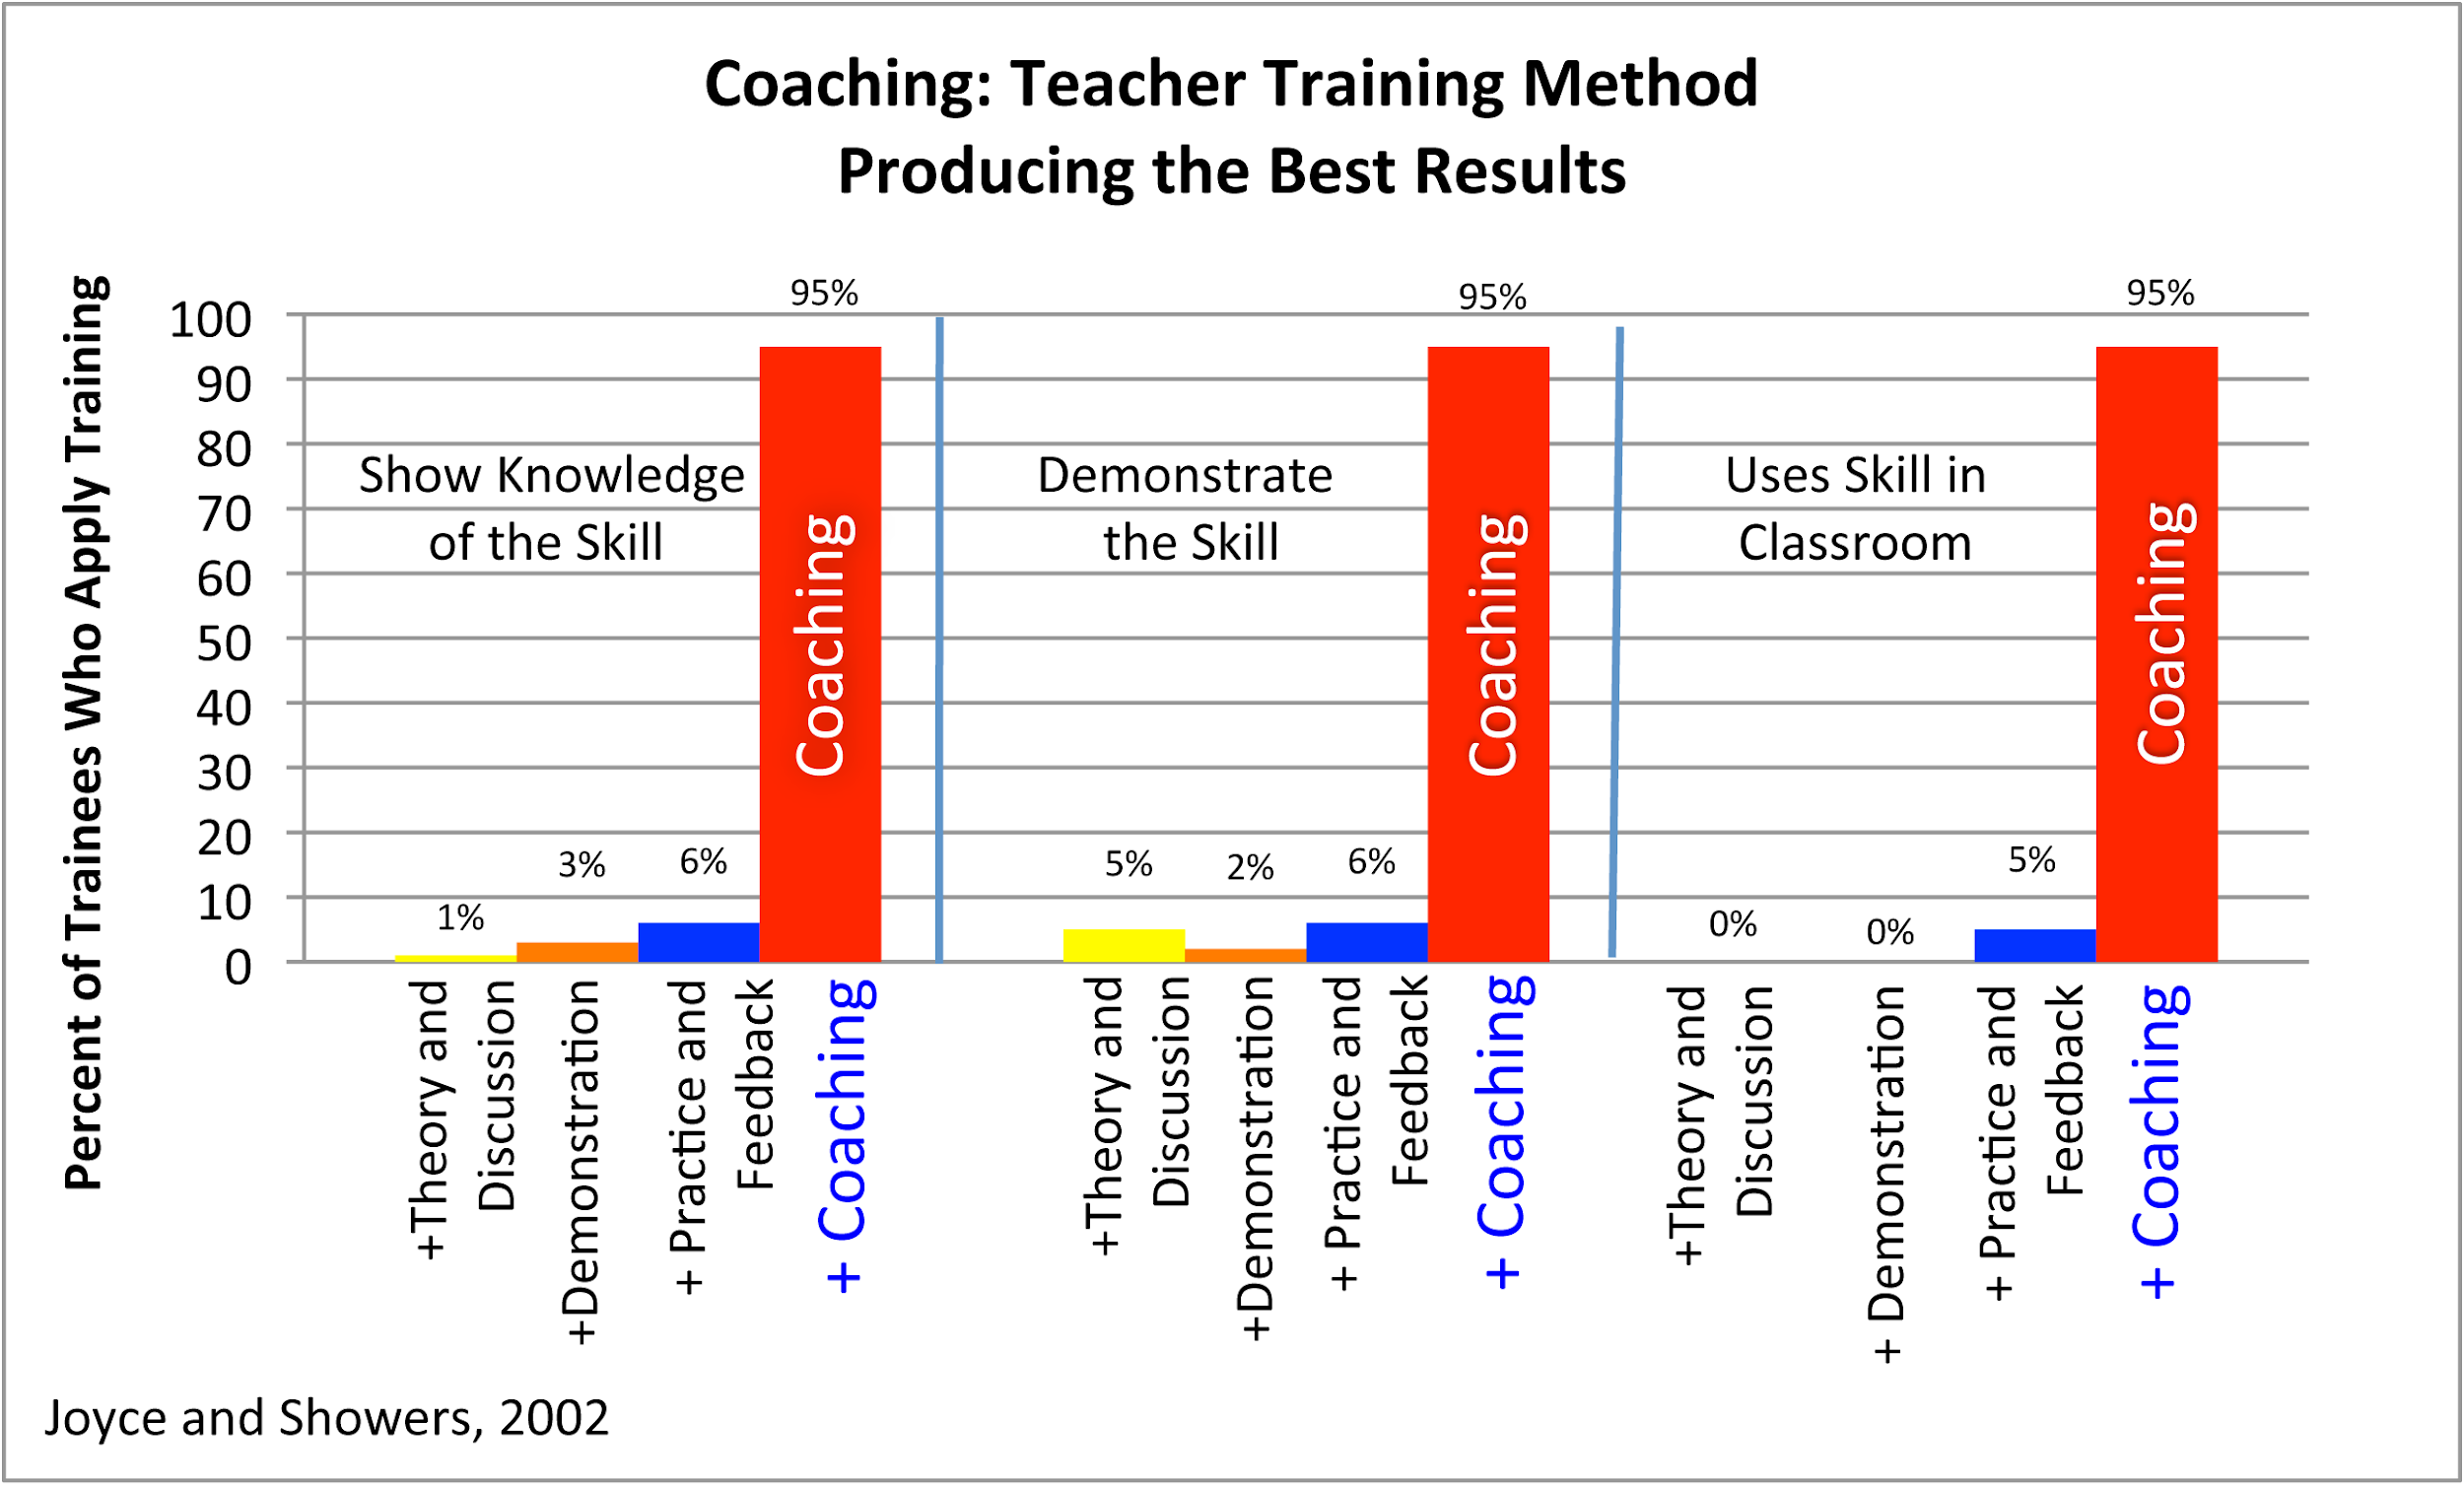 Coaching: Teacher Training Method
Producing the Best Results
Percent of Trainees Who Apply Training
100
90
80
70
60
50
40
30
20
10
0
Show Knowledge
of the Skill
1%
3%
6%
95%
Coaching
Demonstrate
the Skill
5%
2%
6%
95%
Coaching
Uses Skill in
Classroom
0%
0%
5%
95%
Coaching
+Theory and
Discussion
+Demonstration
+ Practice and
Feedback
+ Coaching
+Theory and
Discussion
+Demonstration
+ Practice and
Feedback
+ Coaching
+Theory and
Discussion
+ Demonstration
+ Practice and
Feedback
+ Coaching
Joyce and Showers, 2002